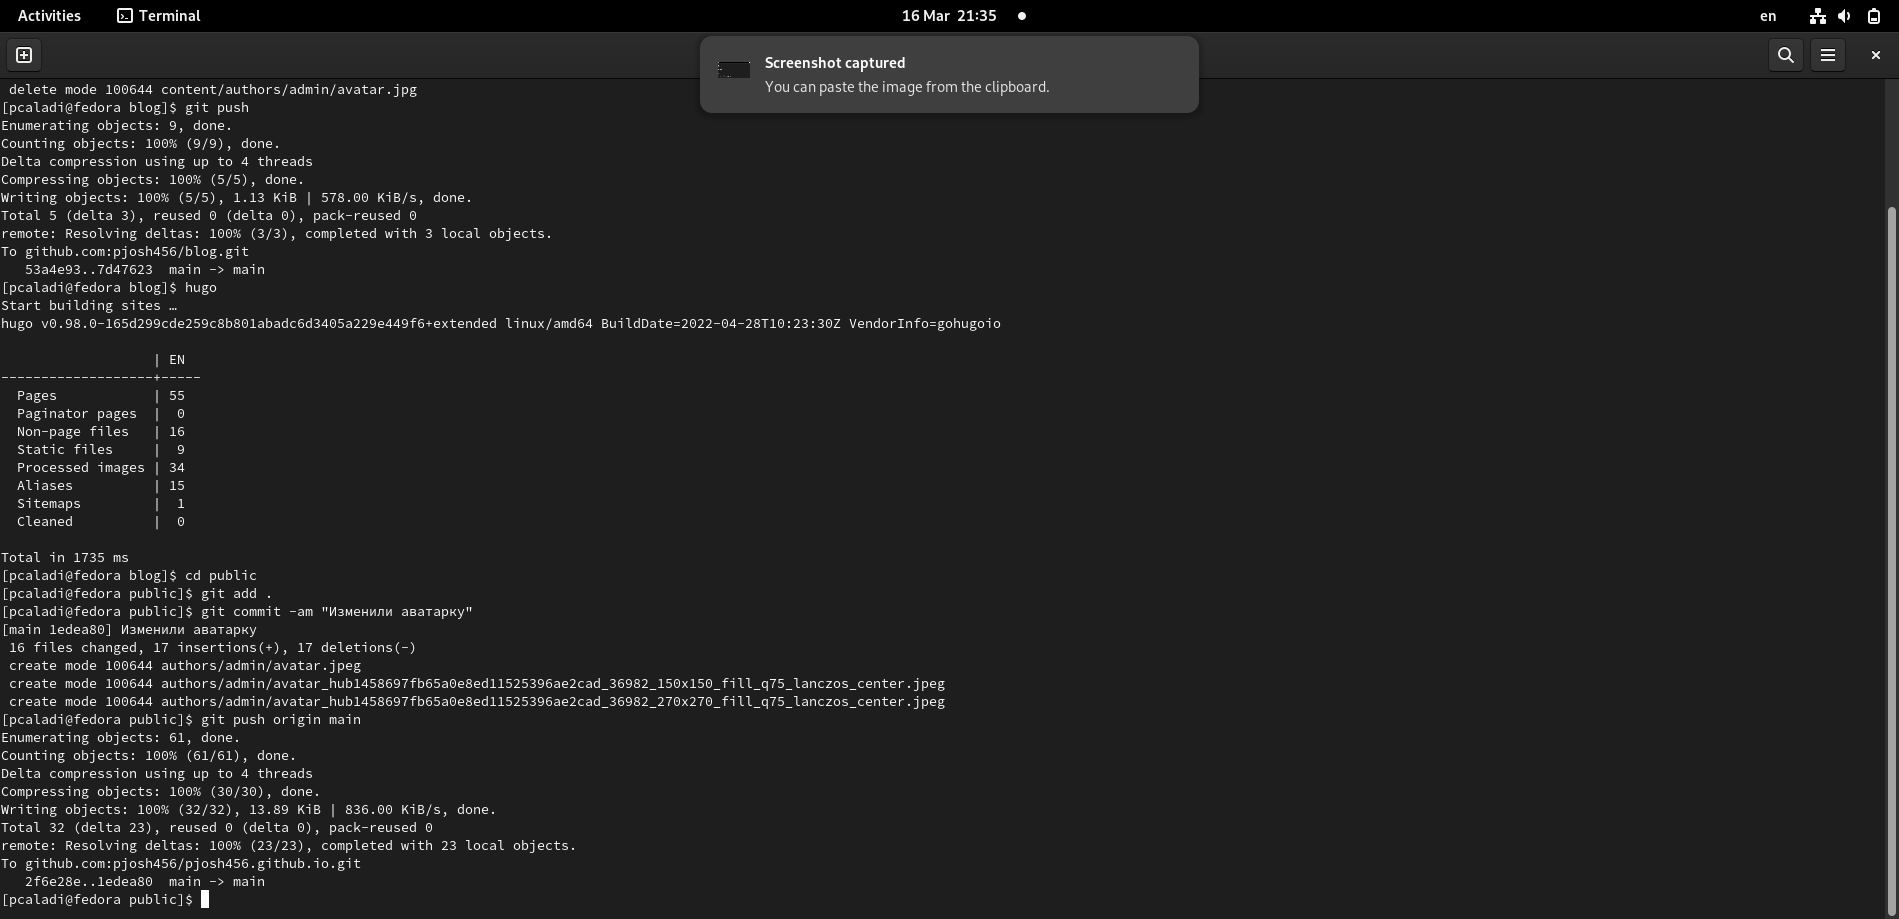 Activities Terminal 16 Mar 21:35 en
Screenshot captured
You can paste the image from the clipboard.
delete mode 100644 content/authors/admin/avatar.jpg
[pcaladi@fedora blog]$ git push
Enumerating objects: 9, done.
Counting objects: 100% (9/9), done.
Delta compression using up to 4 threads
Compressing objects: 100% (5/5), done.
Writing objects: 100% (5/5), 1.13 KiB | 578.00 KiB/s, done.
Total 5 (delta 3), reused 0 (delta 0), pack-reused 0
remote: Resolving deltas: 100% (3/3), completed with 3 local objects.
To github.com:pjosh456/blog.git
   53a4e93..7d47623  main -> main
[pcaladi@fedora blog]$ hugo
Start building sites …
hugo v0.98.0-165d299cde259c8b801abadc6d3405a229e449f6+extended linux/amd64 BuildDate=2022-04-28T10:23:30Z VendorInfo=gohugoio
                   | EN
-------------------+-----
  Pages            | 55
  Paginator pages  |  0
  Non-page files   | 16
  Static files     |  9
  Processed images | 34
  Aliases          | 15
  Sitemaps         |  1
  Cleaned          |  0
Total in 1735 ms
[pcaladi@fedora blog]$ cd public
[pcaladi@fedora public]$ git add .
[pcaladi@fedora public]$ git commit -am "Изменили аватарку"
[main 1edea80] Изменили аватарку
 16 files changed, 17 insertions(+), 17 deletions(-)
 create mode 100644 authors/admin/avatar.jpeg
 create mode 100644 authors/admin/avatar_hub1458697fb65a0e8ed11525396ae2cad_36982_150x150_fill_q75_lanczos_center.jpeg
 create mode 100644 authors/admin/avatar_hub1458697fb65a0e8ed11525396ae2cad_36982_270x270_fill_q75_lanczos_center.jpeg
[pcaladi@fedora public]$ git push origin main
Enumerating objects: 61, done.
Counting objects: 100% (61/61), done.
Delta compression using up to 4 threads
Compressing objects: 100% (30/30), done.
Writing objects: 100% (32/32), 13.89 KiB | 836.00 KiB/s, done.
Total 32 (delta 23), reused 0 (delta 0), pack-reused 0
remote: Resolving deltas: 100% (23/23), completed with 23 local objects.
To github.com:pjosh456/pjosh456.github.io.git
   2f6e28e..1edea80  main -> main
[pcaladi@fedora public]$